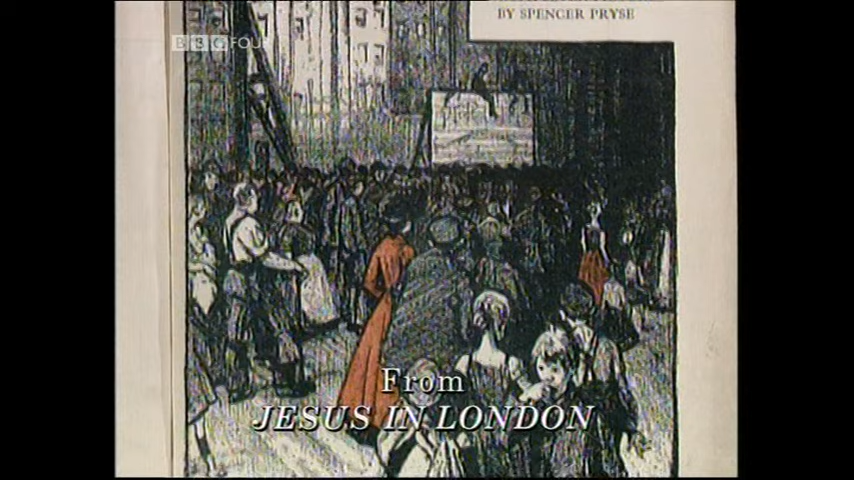 BY SPENCER PRYSE
BBC FOUR
From
JESUS IN LONDON